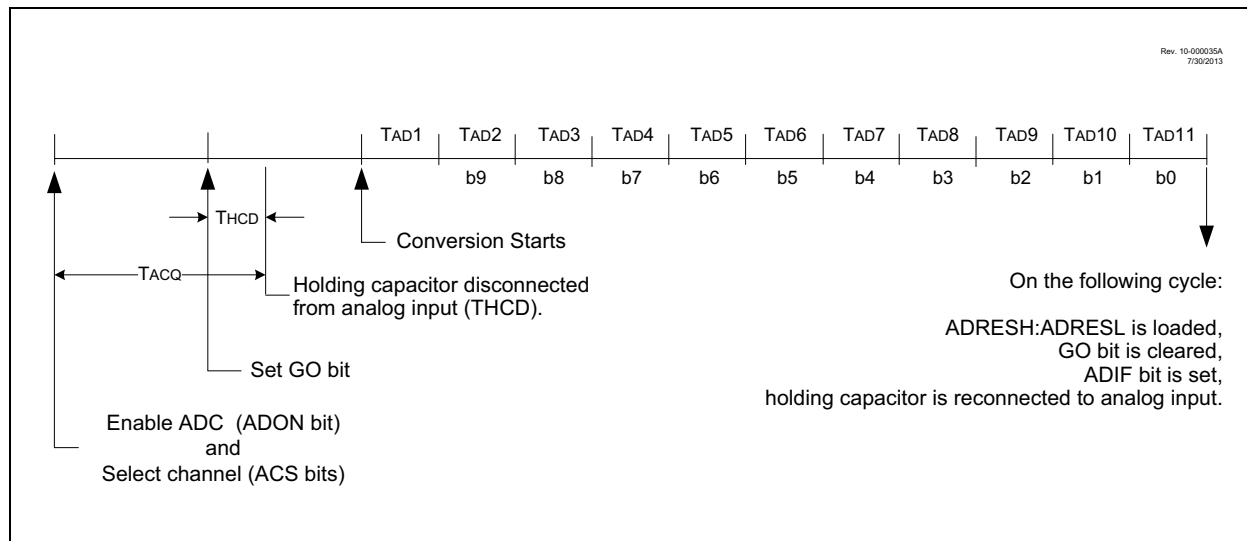 Rev. 10-000035A
7/30/2013
TAD1 TAD2 TAD3 TAD4 TAD5 TAD6 TAD7 TAD8 TAD9 TAD10 TAD11
b9 b8 b7 b6 b5 b4 b3 b2 b1 b0
THCD
Conversion Starts
TACQ
Holding capacitor disconnected
from analog input (THCD).
Set GO bit
Enable ADC (ADON bit)
and
Select channel (ACS bits)
On the following cycle:
ADRESH:ADRESL is loaded,
GO bit is cleared,
ADIF bit is set,
holding capacitor is reconnected to analog input.